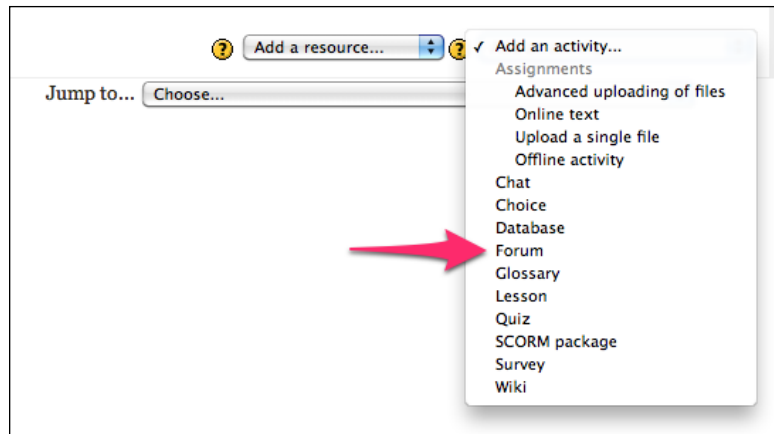 Add a resource...
Add an activity...
Assignments
Advanced uploading of files
Online text
Upload a single file
Offline activity
Chat
Choice
Database
Forum
Glossary
Lesson
Quiz
SCORM package
Survey
Wiki
Jump to... Choose...